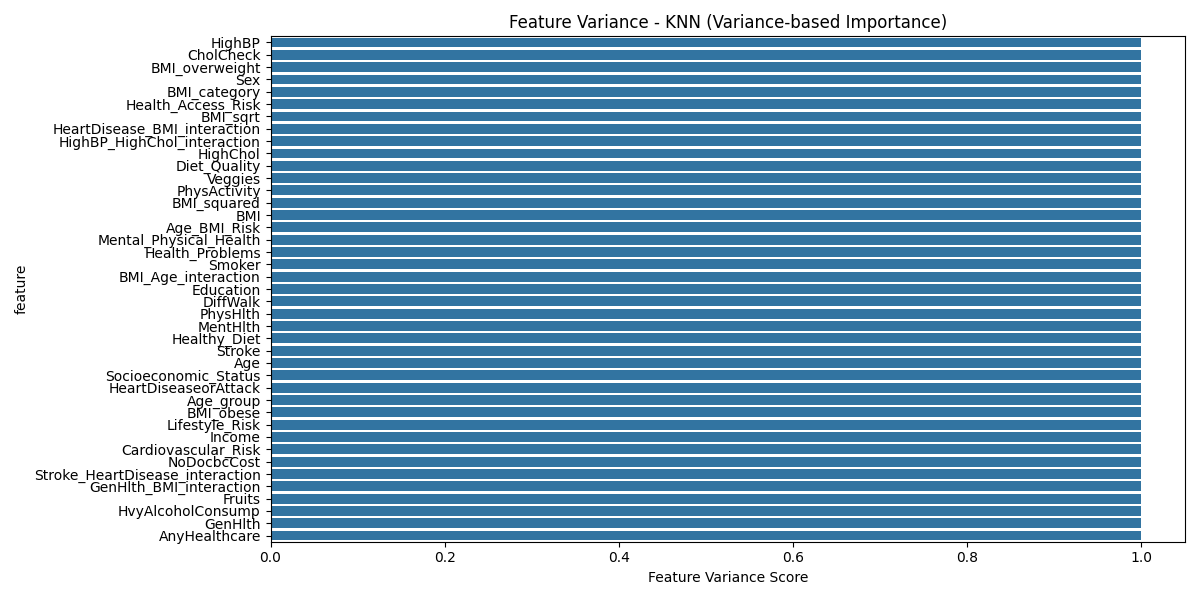 Feature Variance - KNN (Variance-based Importance)
feature
HighBP
CholCheck
BMI_overweight
Sex
BMI_category
Health_Access_Risk
BMI_sqrt
HeartDisease_BMI_interaction
HighBP_HighChol_interaction
HighChol
Diet_Quality
Veggies
PhysActivity
BMI_squared
BMI
Age_BMI_Risk
Mental_Physical_Health
Health_Problems
Smoker
BMI_Age_interaction
Education
DiffWalk
PhysHlth
MentHlth
Healthy_Diet
Stroke
Age
Socioeconomic_Status
HeartDiseaseorAttack
Age_group
BMI_obese
Lifestyle_Risk
Income
Cardiovascular_Risk
NoDocbcCost
Stroke_HeartDisease_interaction
GenHlth_BMI_interaction
Fruits
HvyAlcoholConsump
GenHlth
AnyHealthcare
0.0 0.2 0.4 0.6 0.8 1.0
Feature Variance Score